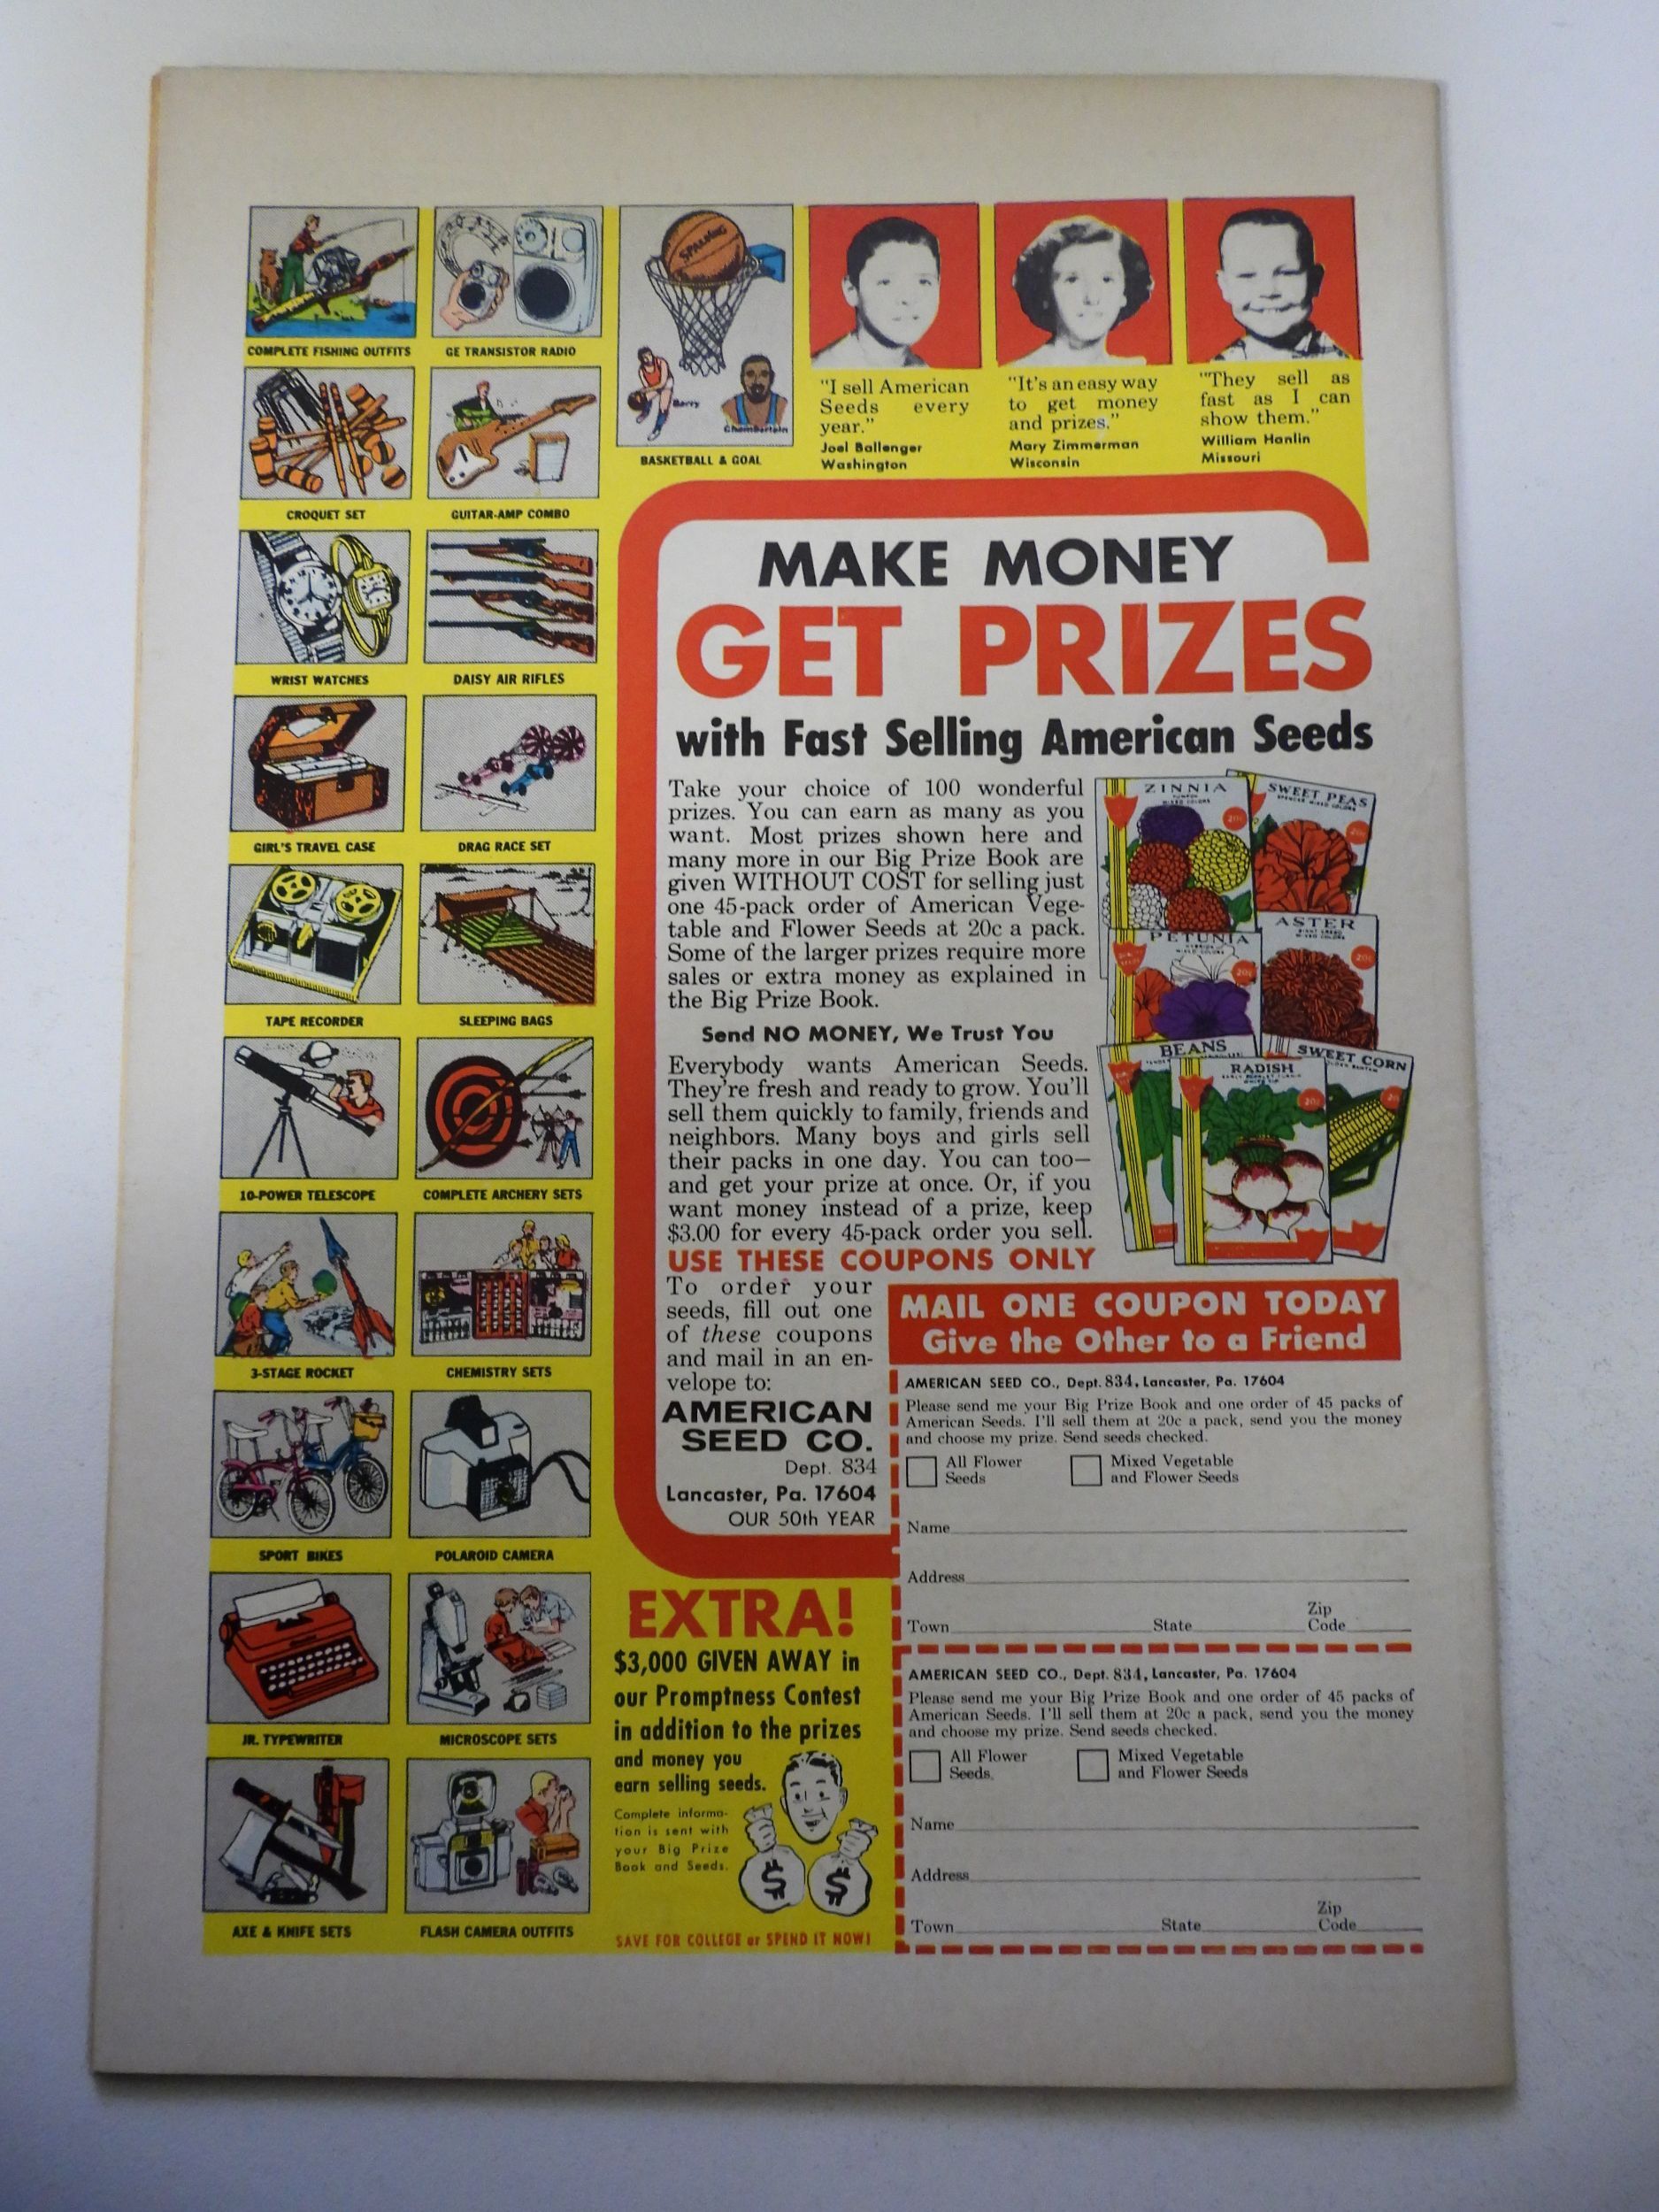 COMPLETE FISHING OUTFITS
GE TRANSISTOR RADIO
SPALDING
Barry
Chamberlain
BASKETBALL & GOAL
"I sell American
Seeds every
year."
Joel Ballenger
Washington
"It's an easy way
to get money
and prizes."
Mary Zimmerman
Wisconsin
"They sell as
fast as I can
show them."
William Hanlin
Missouri
CROQUET SET
GUITAR-AMP COMBO
WRIST WATCHES
DAISY AIR RIFLES
GIRL'S TRAVEL CASE
DRAG RACE SET
TAPE RECORDER
SLEEPING BAGS
10-POWER TELESCOPE
COMPLETE ARCHERY SETS
3-STAGE ROCKET
CHEMISTRY SETS
SPORT BIKES
POLAROID CAMERA
JR. TYPEWRITER
MICROSCOPE SETS
AXE & KNIFE SETS
FLASH CAMERA OUTFITS
MAKE MONEY
GET PRIZES
with Fast Selling American Seeds
Take your choice of 100 wonderful
prizes. You can earn as many as you
want. Most prizes shown here and
many more in our Big Prize Book are
given WITHOUT COST for selling just
one 45-pack order of American Vege-
table and Flower Seeds at 20c a pack.
Some of the larger prizes require more
sales or extra money as explained in
the Big Prize Book.
Send NO MONEY, We Trust You
Everybody wants American Seeds.
They're fresh and ready to grow. You'll
sell them quickly to family, friends and
neighbors. Many boys and girls sell
their packs in one day. You can too—
and get your prize at once. Or, if you
want money instead of a prize, keep
$3.00 for every 45-pack order you sell.
USE THESE COUPONS ONLY
To order your
seeds, fill out one
of these coupons
and mail in an en-
velope to:
AMERICAN
SEED CO.
Dept. 834
Lancaster, Pa. 17604
OUR 50th YEAR
ZINNIA
MIXED COLORS
20c
SWEET PEAS
SPENCER MIXED COLORS
20c
PETUNIA
MIXED COLORS
20c
ASTER
MIXED COLORS
20c
BEANS
RADISH
20c
SWEET CORN
MAIL ONE COUPON TODAY
Give the Other to a Friend
AMERICAN SEED CO., Dept. 834, Lancaster, Pa. 17604
Please send me your Big Prize Book and one order of 45 packs of
American Seeds. I'll sell them at 20c a pack, send you the money
and choose my prize. Send seeds checked.
All Flower
Seeds
Mixed Vegetable
and Flower Seeds
Name
Address
Town State Zip
Code
AMERICAN SEED CO., Dept. 834, Lancaster, Pa. 17604
Please send me your Big Prize Book and one order of 45 packs of
American Seeds. I'll sell them at 20c a pack, send you the money
and choose my prize. Send seeds checked.
All Flower
Seeds.
Mixed Vegetable
and Flower Seeds
Name
Address
Town State Zip
Code
EXTRA!
$3,000 GIVEN AWAY in
our Promptness Contest
in addition to the prizes
and money you
earn selling seeds.
Complete informa-
tion is sent with
your Big Prize
Book and Seeds.
$ $
SAVE FOR COLLEGE or SPEND IT NOW!